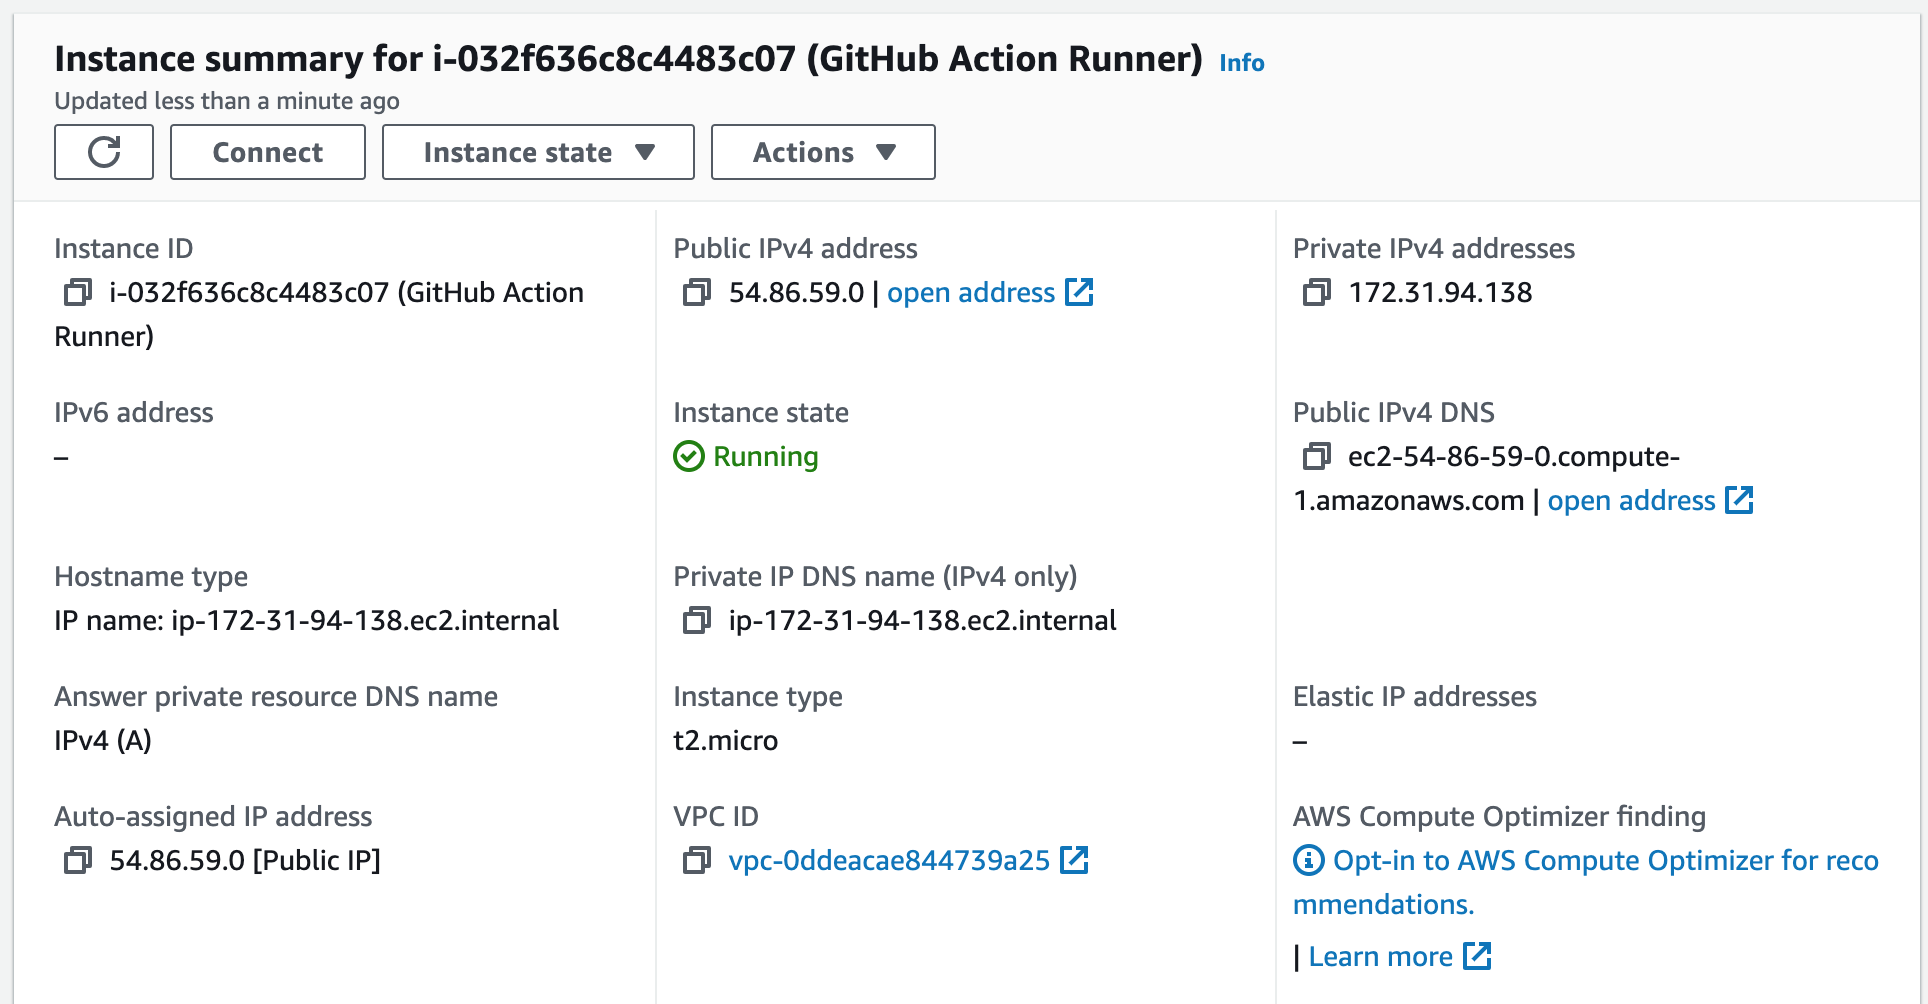 Instance summary for i-032f636c8c4483c07 (GitHub Action Runner) Info
Updated less than a minute ago
Connect
Instance state
Actions
Instance ID
i-032f636c8c4483c07 (GitHub Action
Runner)
Public IPv4 address
54.86.59.0 | open address
Private IPv4 addresses
172.31.94.138
IPv6 address
–
Instance state
Running
Public IPv4 DNS
ec2-54-86-59-0.compute-
1.amazonaws.com | open address
Hostname type
IP name: ip-172-31-94-138.ec2.internal
Private IP DNS name (IPv4 only)
ip-172-31-94-138.ec2.internal
Answer private resource DNS name
IPv4 (A)
Instance type
t2.micro
Elastic IP addresses
–
Auto-assigned IP address
54.86.59.0 [Public IP]
VPC ID
vpc-0ddeacae844739a25
AWS Compute Optimizer finding
Opt-in to AWS Compute Optimizer for reco
mmendations.
| Learn more